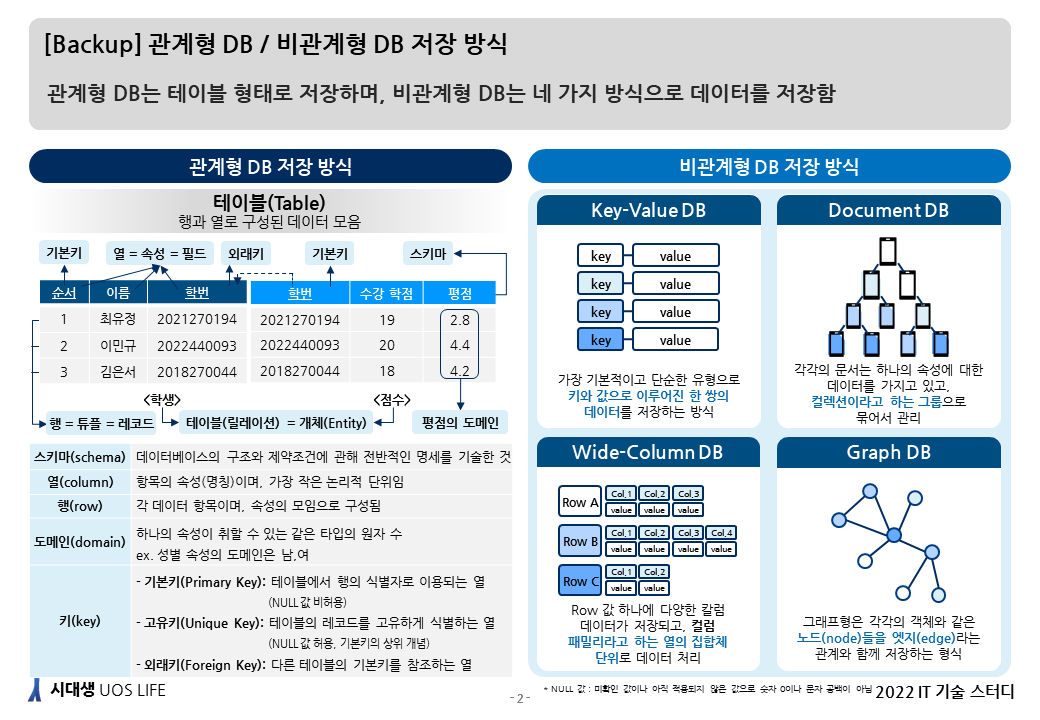 [Backup] 관계형 DB / 비관계형 DB 저장 방식
관계형 DB는 테이블 형태로 저장하며, 비관계형 DB는 네 가지 방식으로 데이터를 저장함
관계형 DB 저장 방식
테이블(Table)
행과 열로 구성된 데이터 모음
기본키
열 = 속성 = 필드
외래키
기본키
스키마
순서 이름 학번
1 최유정 2021270194
2 이민규 2022440093
3 김은서 2018270044
학번 수강 학점 평점
2021270194 19 2.8
2022440093 20 4.4
2018270044 18 4.2
<학생>
<점수>
행 = 튜플 = 레코드
테이블(릴레이션) = 개체(Entity)
평점의 도메인
스키마(schema) 데이터베이스의 구조와 제약조건에 관해 전반적인 명세를 기술한 것
열(column) 항목의 속성(명칭)이며, 가장 작은 논리적 단위임
행(row) 각 데이터 항목이며, 속성의 모임으로 구성됨
도메인(domain) 하나의 속성이 취할 수 있는 같은 타입의 원자 수
ex. 성별 속성의 도메인은 남,여
키(key)
- 기본키(Primary Key): 테이블에서 행의 식별자로 이용되는 열
(NULL 값 비허용)
- 고유키(Unique Key): 테이블의 레코드를 고유하게 식별하는 열
(NULL 값 허용, 기본키의 상위 개념)
- 외래키(Foreign Key): 다른 테이블의 기본키를 참조하는 열
비관계형 DB 저장 방식
Key-Value DB
key value
key value
key value
key value
가장 기본적이고 단순한 유형으로
키와 값으로 이루어진 한 쌍의
데이터를 저장하는 방식
Document DB
각각의 문서는 하나의 속성에 대한
데이터를 가지고 있고,
컬렉션이라고 하는 그룹으로
묶어서 관리
Wide-Column DB
Row A
Col.1 Col.2 Col.3
value value value
Row B
Col.1 Col.2 Col.3 Col.4
value value value value
Row C
Col.1 Col.2
value value
Row 값 하나에 다양한 칼럼
데이터가 저장되고, 컬럼
패밀리라고 하는 열의 집합체
단위로 데이터 처리
Graph DB
그래프형은 각각의 객체와 같은
노드(node)들을 엣지(edge)라는
관계와 함께 저장하는 형식
시대생 UOS LIFE
- 2 -
* NULL 값 : 미확인 값이나 아직 적용되지 않은 값으로 숫자 0이나 문자 공백이 아님
2022 IT 기술 스터디